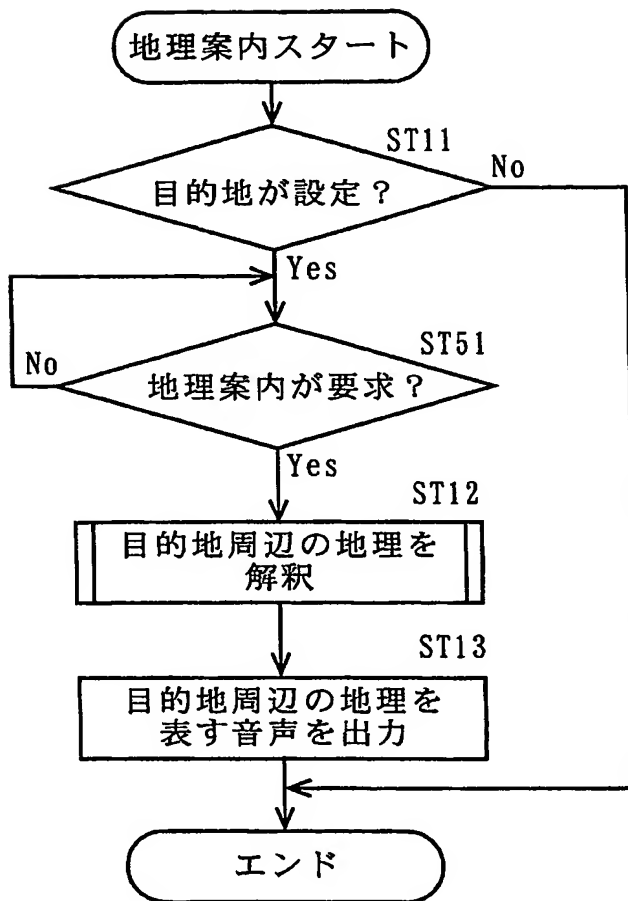 地理案内スタート
ST11
目的地が設定？
No
Yes
ST51
地理案内が要求？
No
Yes
ST12
目的地周辺の地理を
解釈
ST13
目的地周辺の地理を
表す音声を出力
エンド